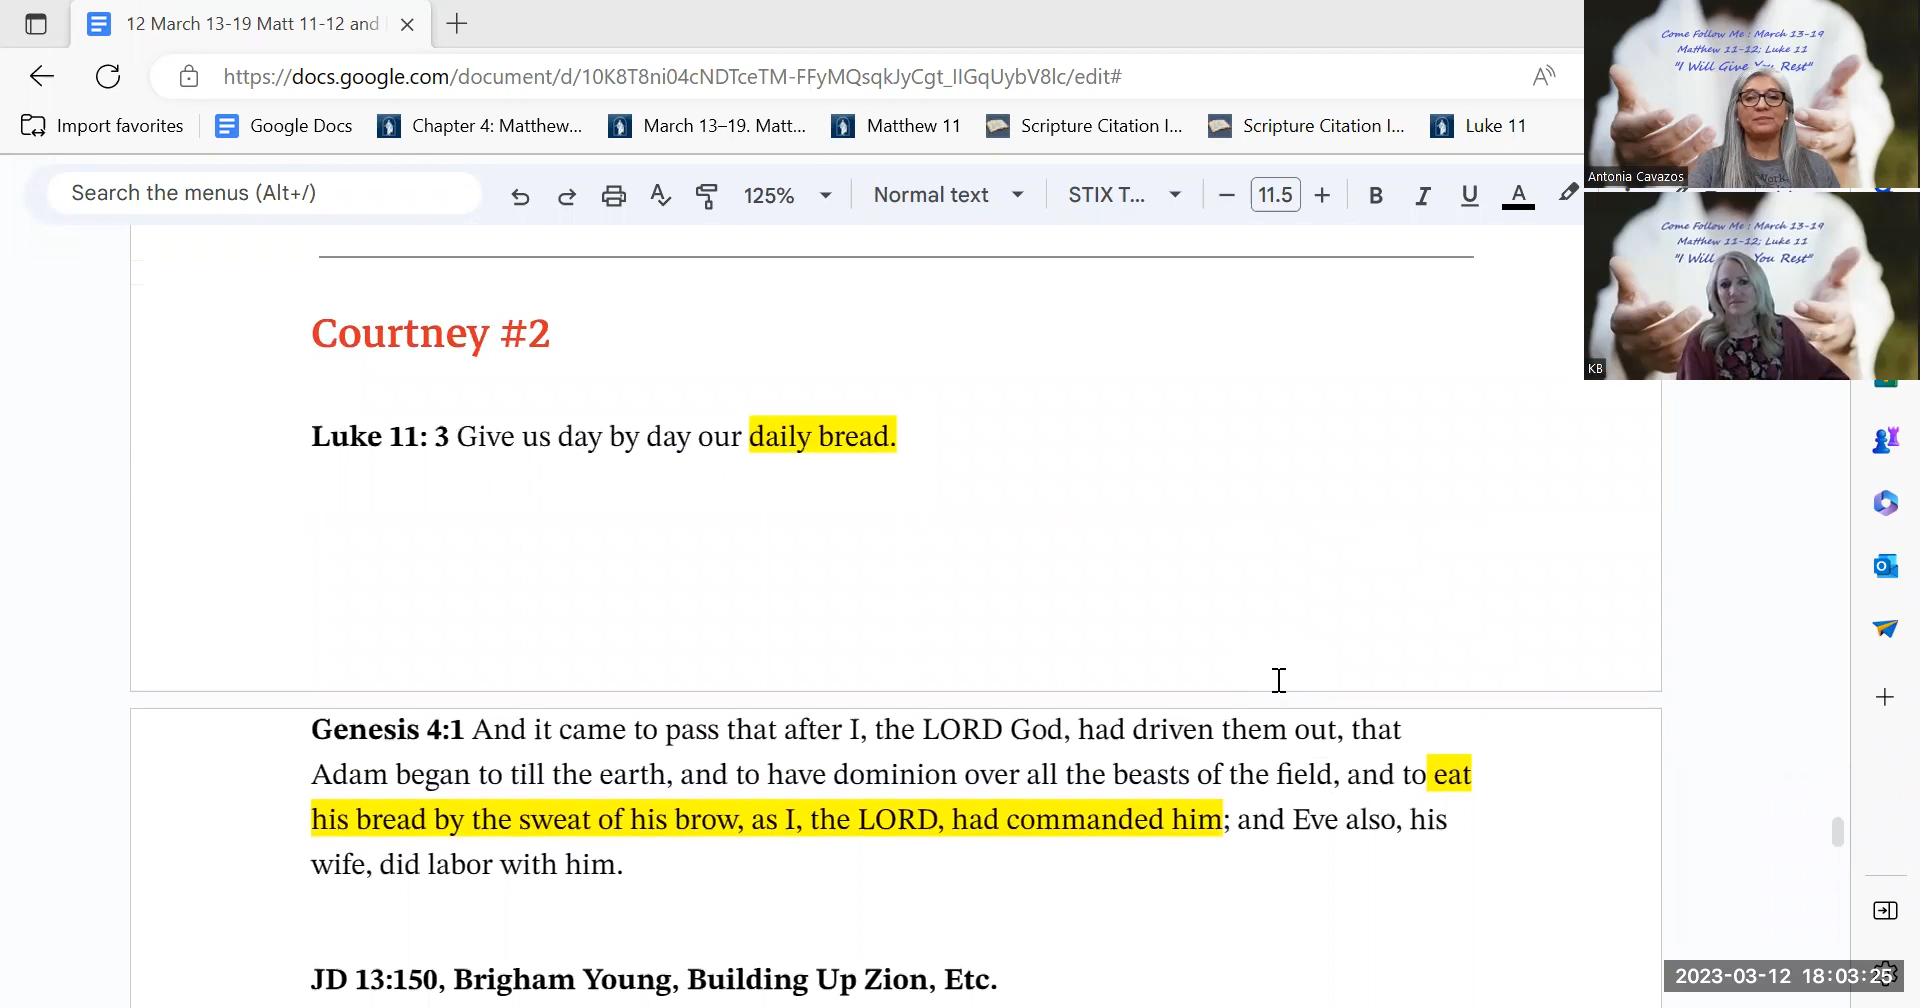 12 March 13-19 Matt 11-12 and
https://docs.google.com/document/d/10K8T8ni04cNDTceTM-FFyMQsqkJyCgt_IIGqUybV8lc/edit#
Import favorites Google Docs Chapter 4: Matthew... March 13–19. Matt... Matthew 11 Scripture Citation I... Scripture Citation I... Luke 11
Search the menus (Alt+/) 125% Normal text STIX T... 11.5
Come Follow Me : March 13-19
Matthew 11-12; Luke 11
"I Will Give You Rest"
Work
Antonia Cavazos
Come Follow Me : March 13-19
Matthew 11-12; Luke 11
"I Will You Rest"
KB
Courtney #2
Luke 11: 3 Give us day by day our daily bread.
Genesis 4:1 And it came to pass that after I, the LORD God, had driven them out, that
Adam began to till the earth, and to have dominion over all the beasts of the field, and to eat
his bread by the sweat of his brow, as I, the LORD, had commanded him; and Eve also, his
wife, did labor with him.
JD 13:150, Brigham Young, Building Up Zion, Etc.
2023-03-12 18:03:25